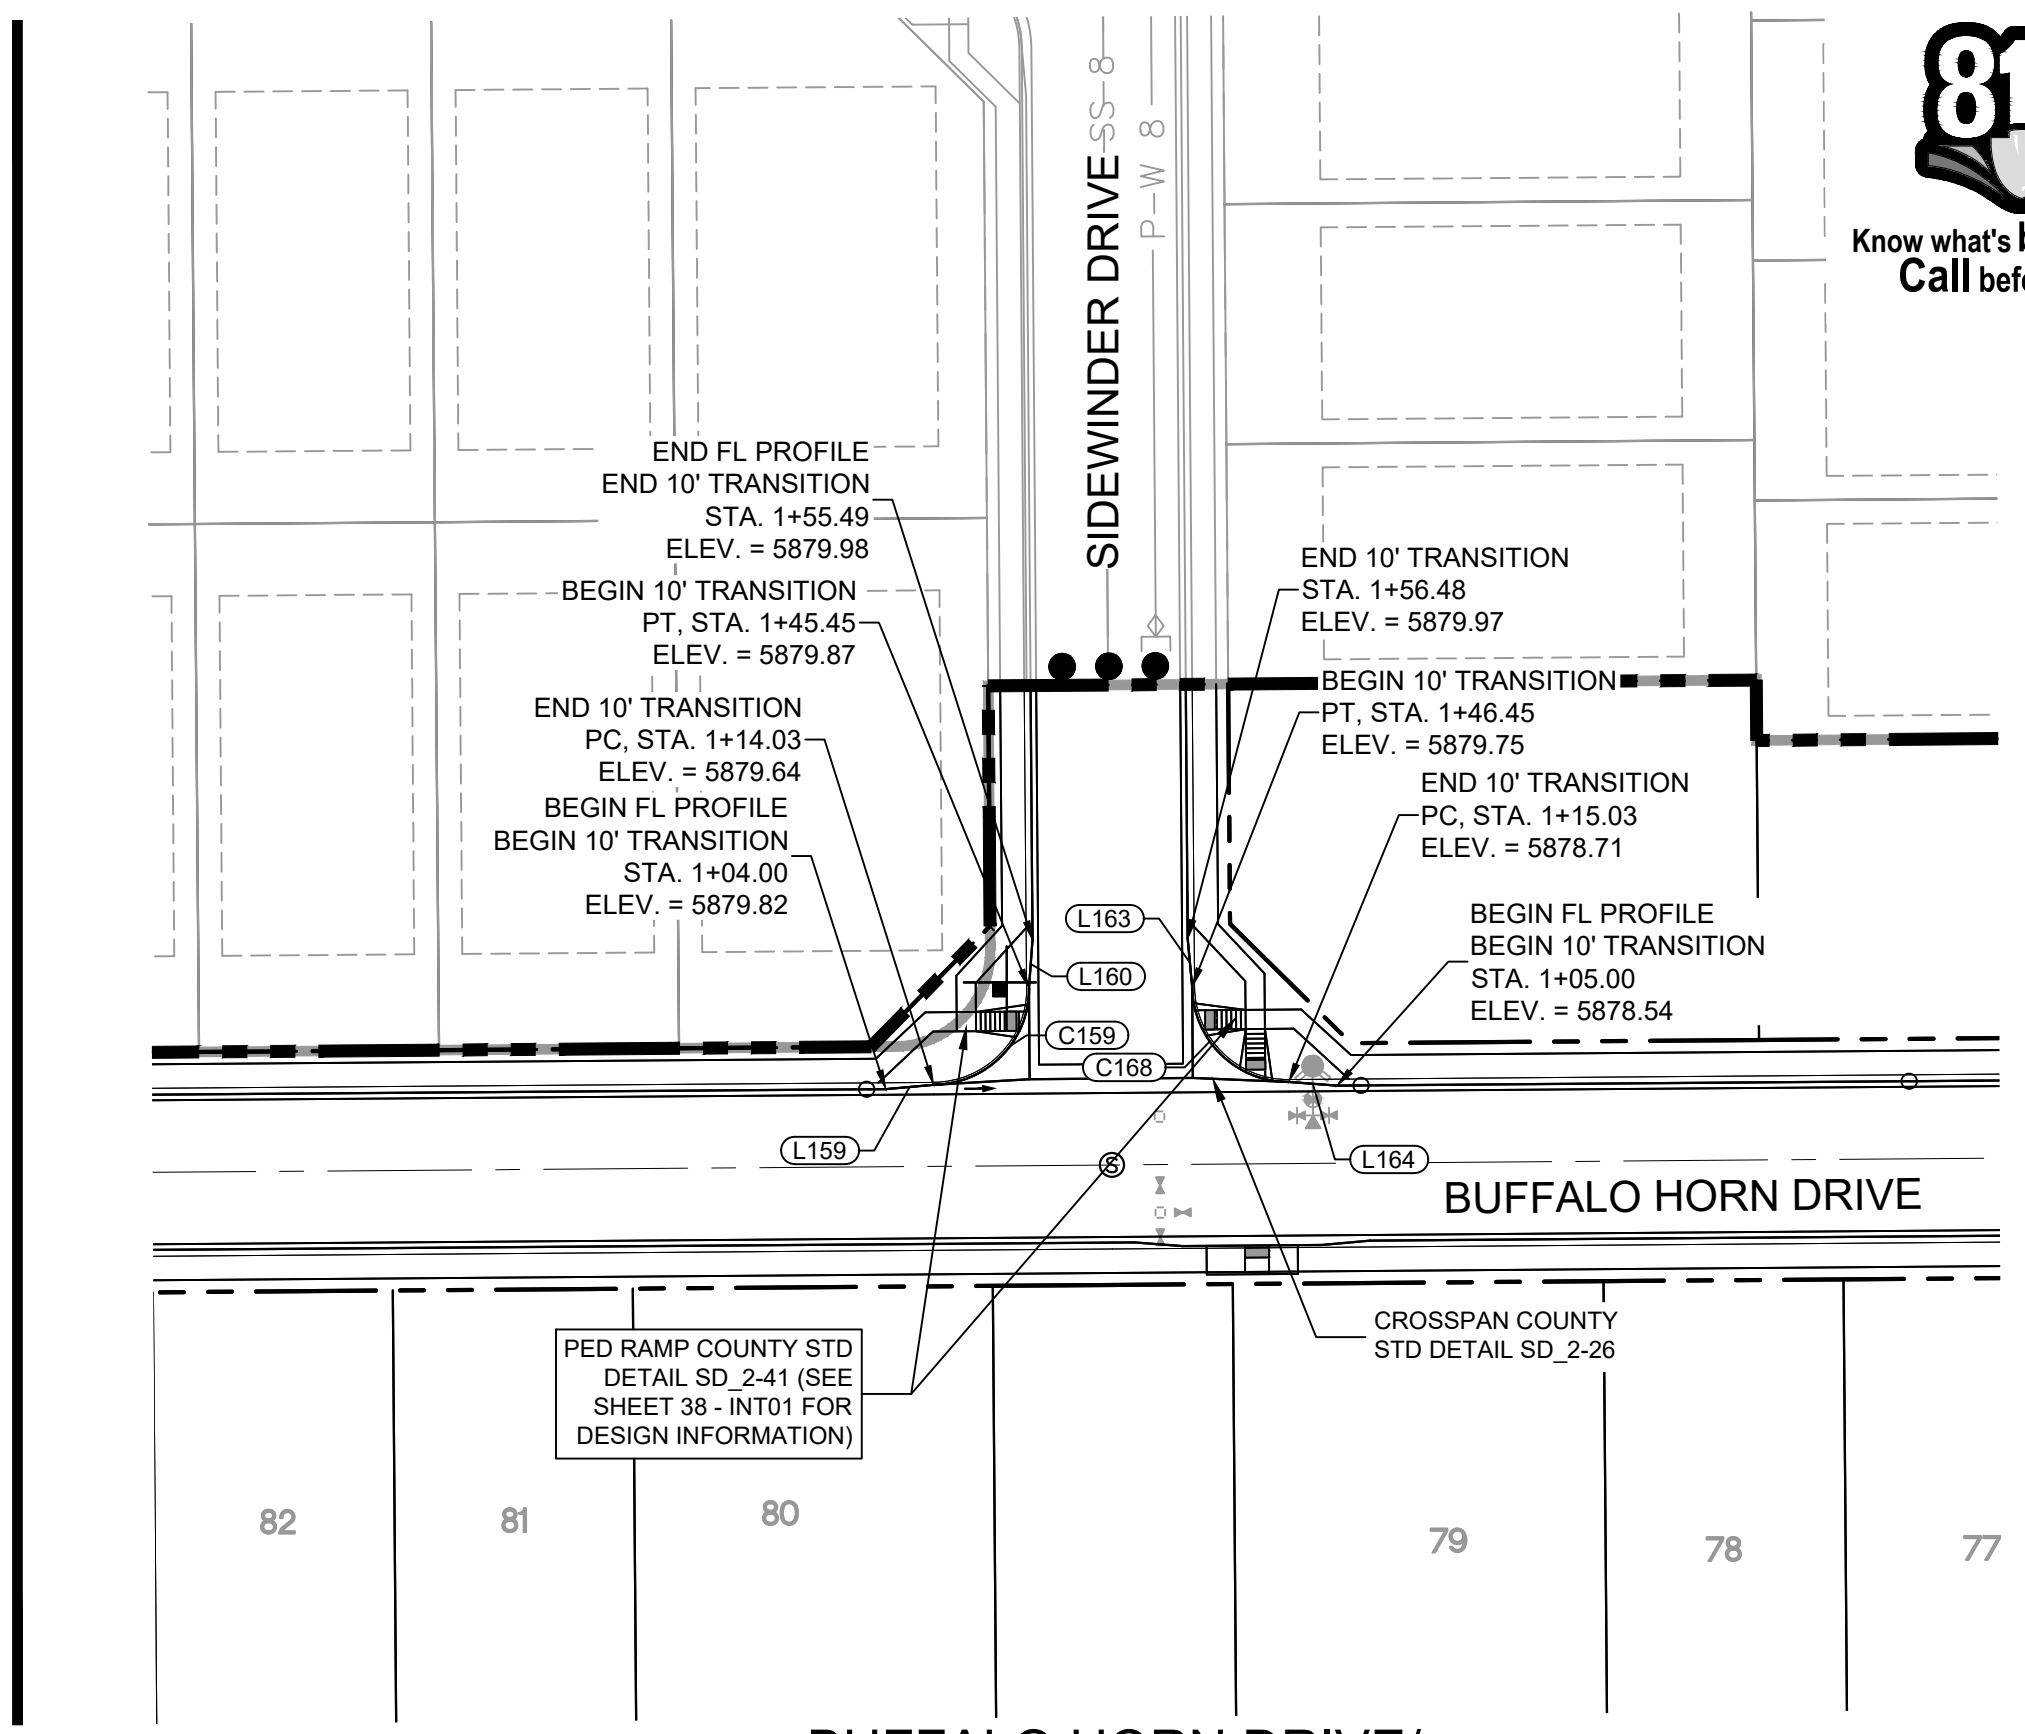 SS 8
P-W 8
SIDEWINDER DRIVE
Know what's
Call
END FL PROFILE
END 10' TRANSITION
STA. 1+55.49
ELEV. = 5879.98
BEGIN 10' TRANSITION
PT, STA. 1+45.45
ELEV. = 5879.87
END 10' TRANSITION
PC, STA. 1+14.03
ELEV. = 5879.64
BEGIN FL PROFILE
BEGIN 10' TRANSITION
STA. 1+04.00
ELEV. = 5879.82
END 10' TRANSITION
STA. 1+56.48
ELEV. = 5879.97
BEGIN 10' TRANSITION
PT, STA. 1+46.45
ELEV. = 5879.75
END 10' TRANSITION
PC, STA. 1+15.03
ELEV. = 5878.71
BEGIN FL PROFILE
BEGIN 10' TRANSITION
STA. 1+05.00
ELEV. = 5878.54
L163
L160
C159
C168
L159
S
L164
BUFFALO HORN DRIVE
PED RAMP COUNTY STD
DETAIL SD_2-41 (SEE
SHEET 38 - INT01 FOR
DESIGN INFORMATION)
CROSSPAN COUNTY
STD DETAIL SD_2-26
82
81
80
79
78
77
BUFFALO HORN DRIVE/